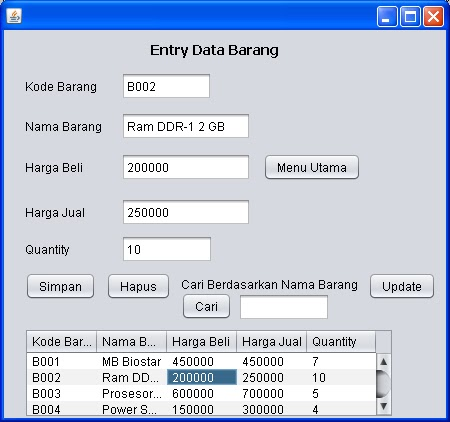 Entry Data Barang
Kode Barang B002
Nama Barang Ram DDR-1 2 GB
Harga Beli 200000 Menu Utama
Harga Jual 250000
Quantity 10
Simpan Hapus Cari Berdasarkan Nama Barang Update
Cari
Kode Bar... Nama B... Harga Beli Harga Jual Quantity
B001 MB Biostar 450000 450000 7
B002 Ram DD... 200000 250000 10
B003 Prosesor... 600000 700000 5
B004 Power S... 150000 300000 4